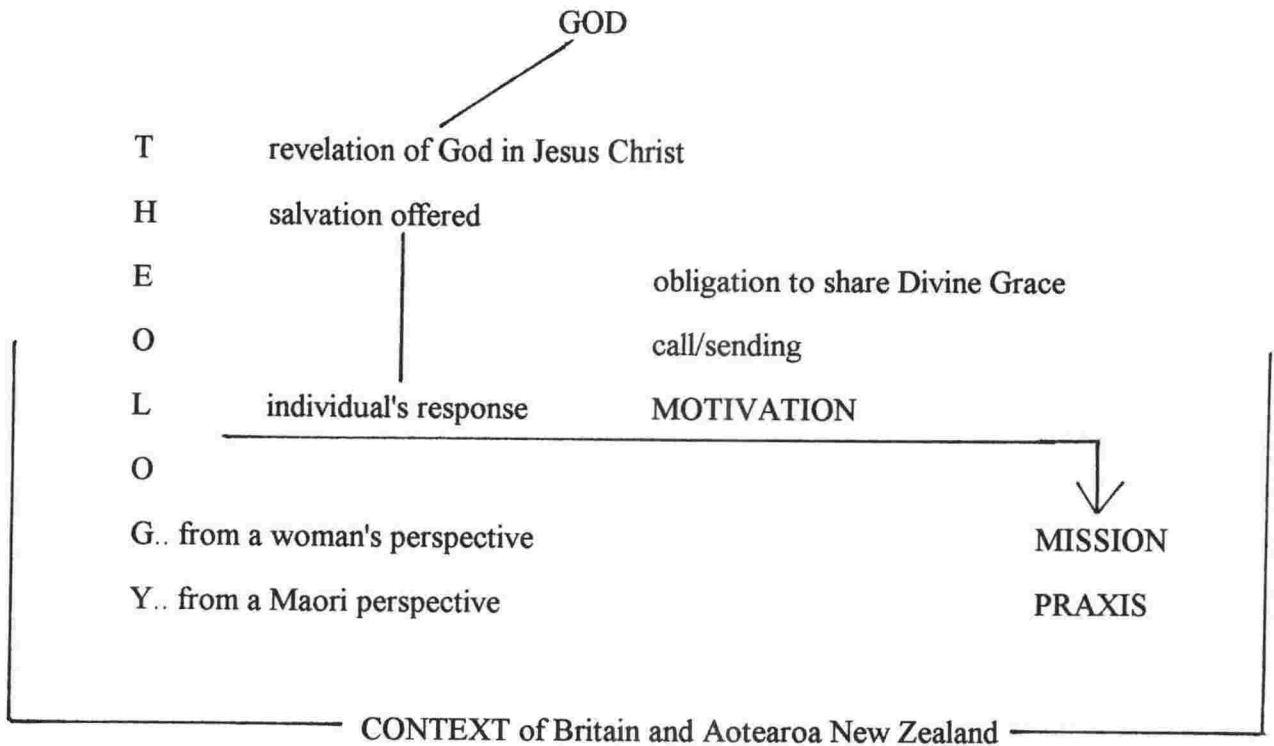 GOD
T revelation of God in Jesus Christ
H salvation offered
E obligation to share Divine Grace
O call/sending
L individual's response MOTIVATION
O
G.. from a woman's perspective MISSION
Y.. from a Maori perspective PRAXIS
CONTEXT of Britain and Aotearoa New Zealand